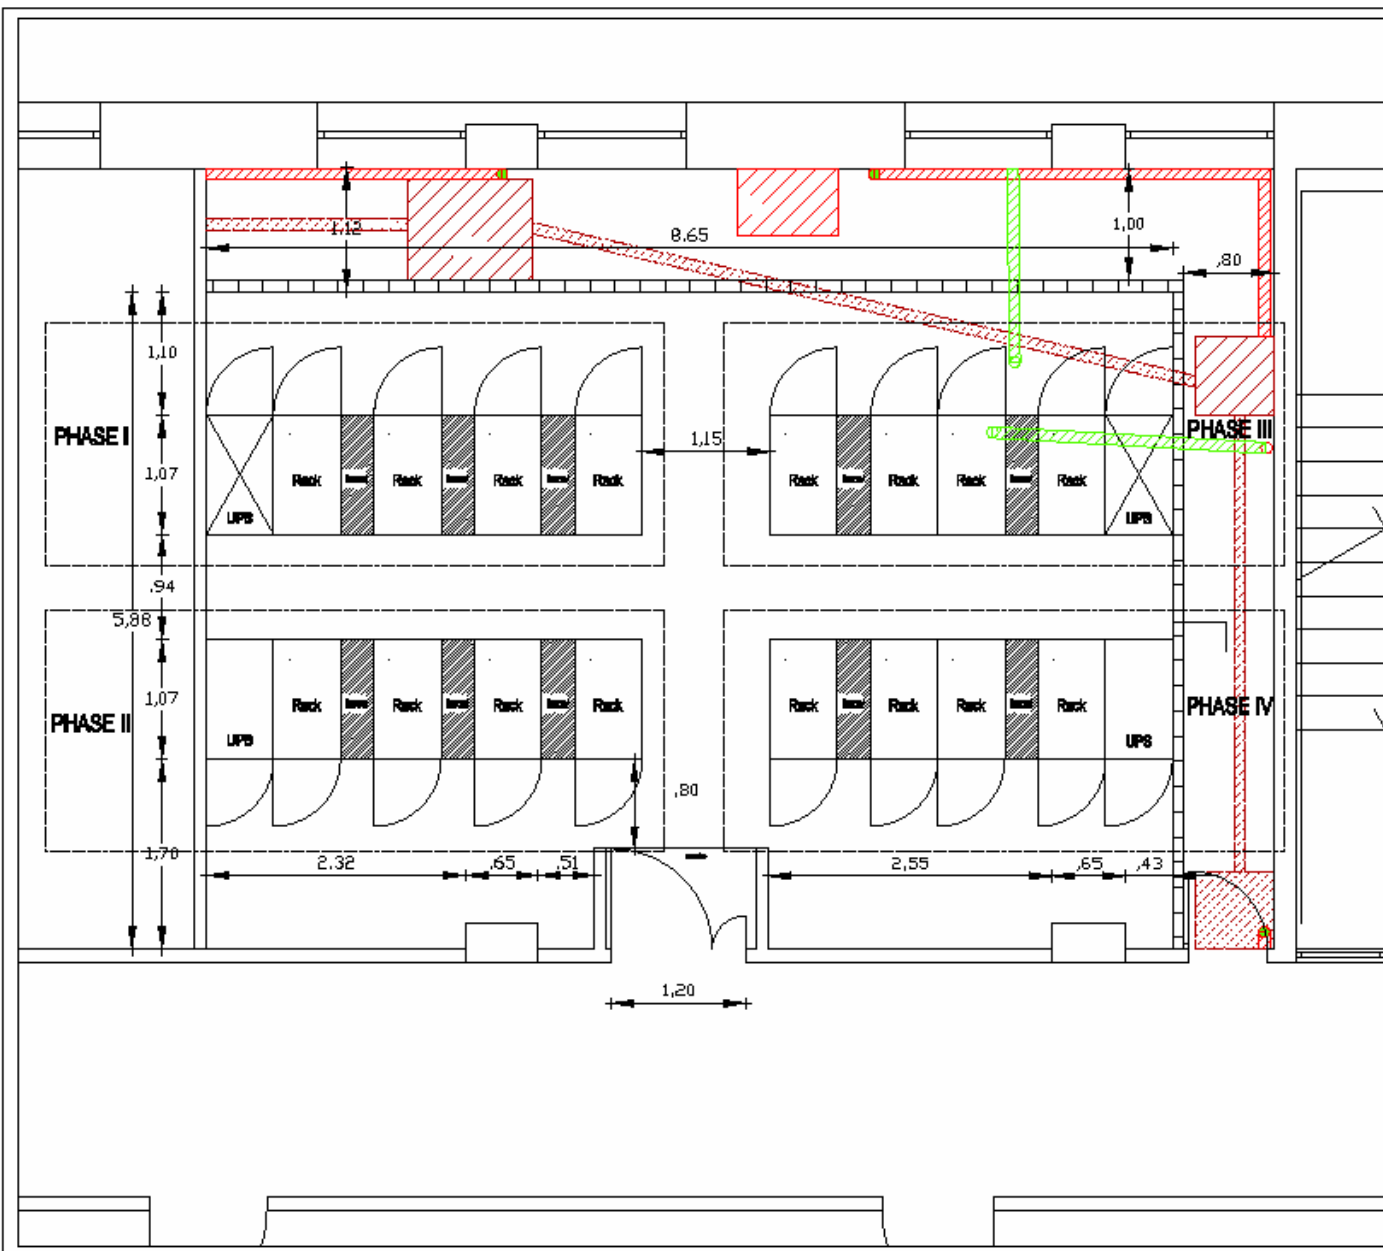 1,12
8.65
1,00
,80
1,10
PHASE I
1,15
PHASE III
1,07
Rack
Rack
Rack
Rack
Rack
Rack
Rack
Rack
UPS
UPS
,94
5,88
1,07
PHASE II
Rack
Rack
Rack
Rack
Rack
Rack
Rack
Rack
PHASE IV
UPS
UPS
,80
1,70
2.32
,65
,51
2,55
,65
,43
1,20